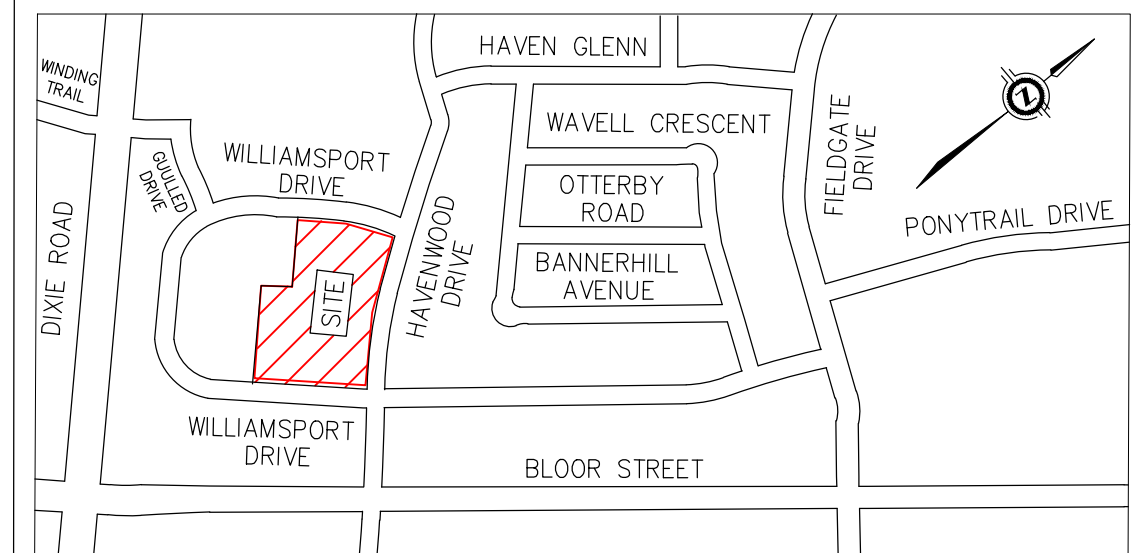 HAVEN GLENN
WINDING
TRAIL
WAVELL CRESCENT
WILLIAMSPORT
DRIVE
GUULLED
DRIVE
OTTERBY
ROAD
FIELDGATE
DRIVE
PONYTRAIL DRIVE
DIXIE ROAD
HAVENWOOD
DRIVE
BANNERHILL
AVENUE
SITE
WILLIAMSPORT
DRIVE
BLOOR STREET
N